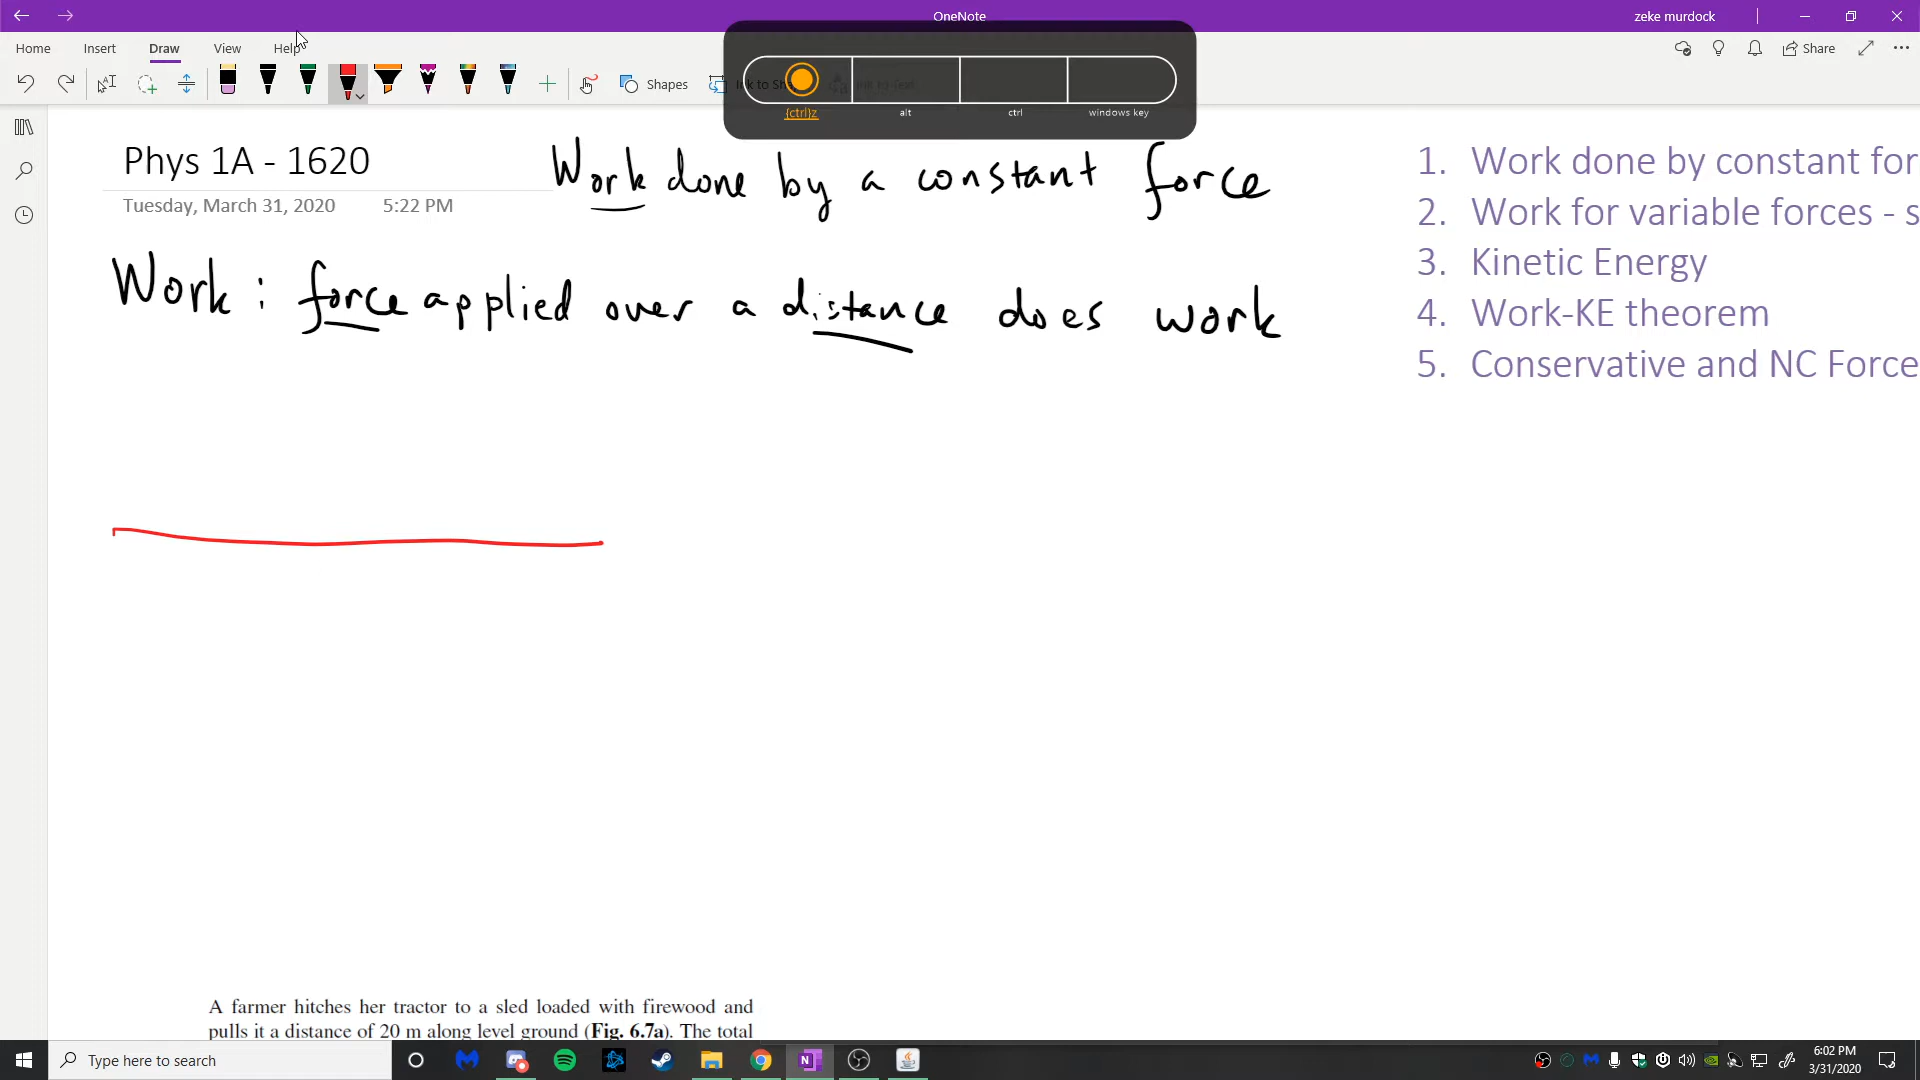 OneNote
zeke murdock
Home Insert Draw View Help
Share
Shapes
{ctrl}z alt ctrl windows key
Phys 1A - 1620
Tuesday, March 31, 2020 5:22 PM
Work done by a constant force
Work : force applied over a distance does work
1. Work done by constant for
2. Work for variable forces - s
3. Kinetic Energy
4. Work-KE theorem
5. Conservative and NC Force
A farmer hitches her tractor to a sled loaded with firewood and
pulls it a distance of 20 m along level ground (Fig. 6.7a). The total
Type here to search
6:02 PM
3/31/2020